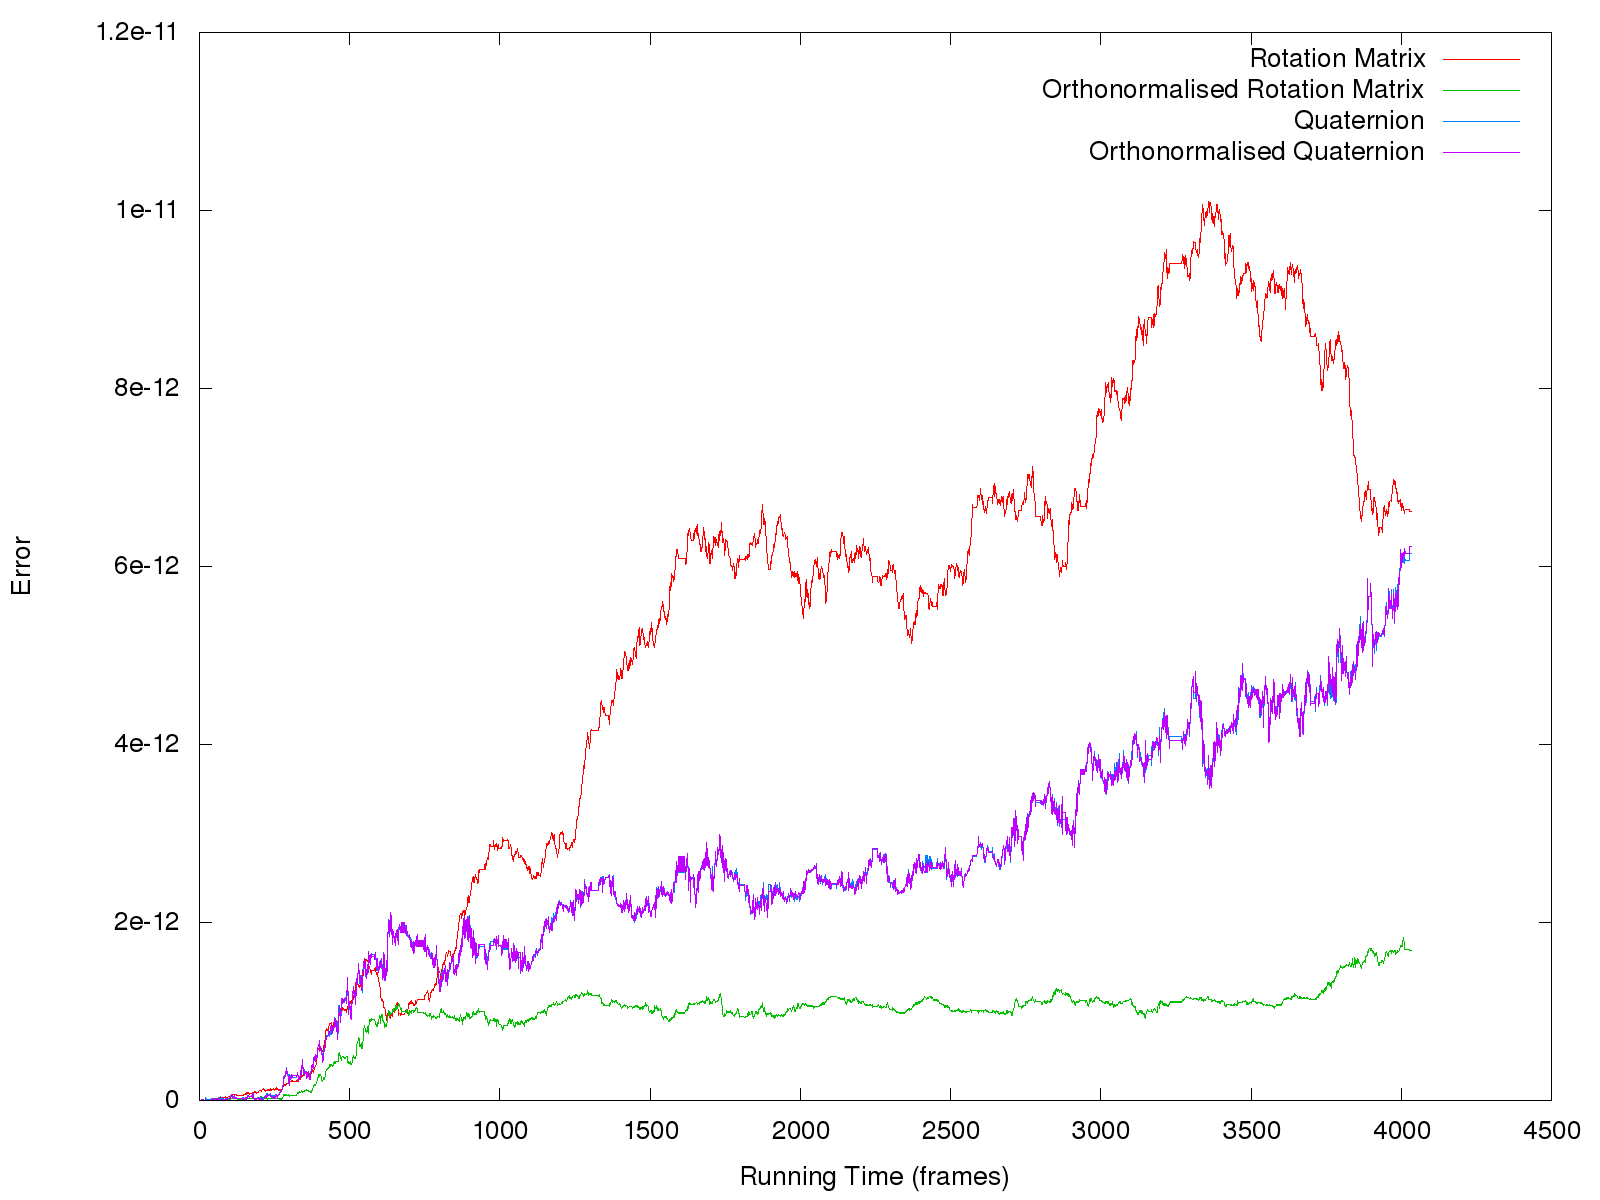 1.2e-11
Rotation Matrix
Orthonormalised Rotation Matrix
Quaternion
Orthonormalised Quaternion
1e-11
8e-12
6e-12
4e-12
2e-12
0
Error
0 500 1000 1500 2000 2500 3000 3500 4000 4500
Running Time (frames)